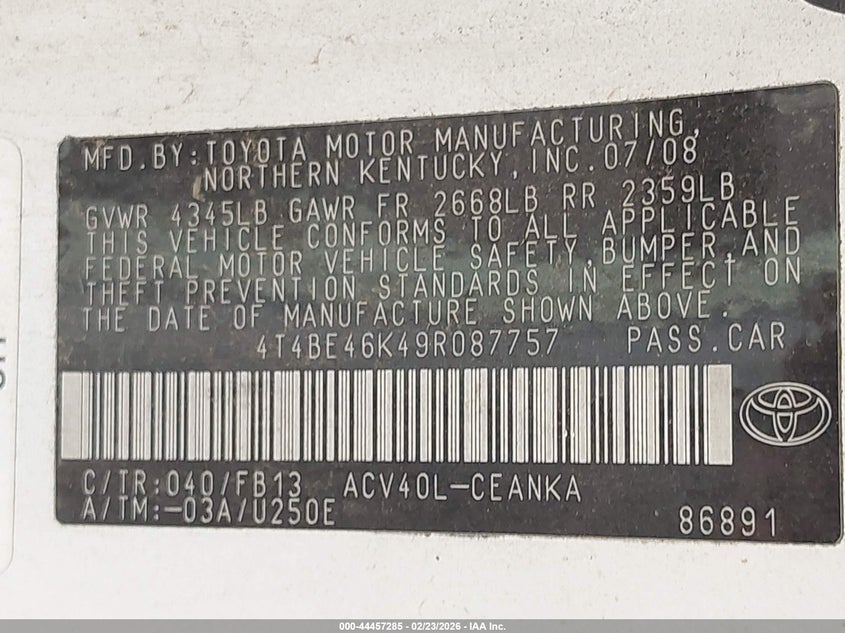 MFD.BY:TOYOTA MOTOR MANUFACTURING,
NORTHERN KENTUCKY, INC.07/08
GVWR 4345LB GAWR FR 2668LB RR 2359LB
THIS VEHICLE CONFORMS TO ALL APPLICABLE
FEDERAL MOTOR VEHICLE SAFETY,BUMPER,AND
THEFT PREVENTION STANDARDS IN EFFECT ON
THE DATE OF MANUFACTURE SHOWN ABOVE.
4T4BE46K49R087757 PASS.CAR
C/TR:040/FB13 ACV40L-CEANKA
A/TM:-03A/U250E 86891
000-44457285 - 02/23/2026 - IAA Inc.